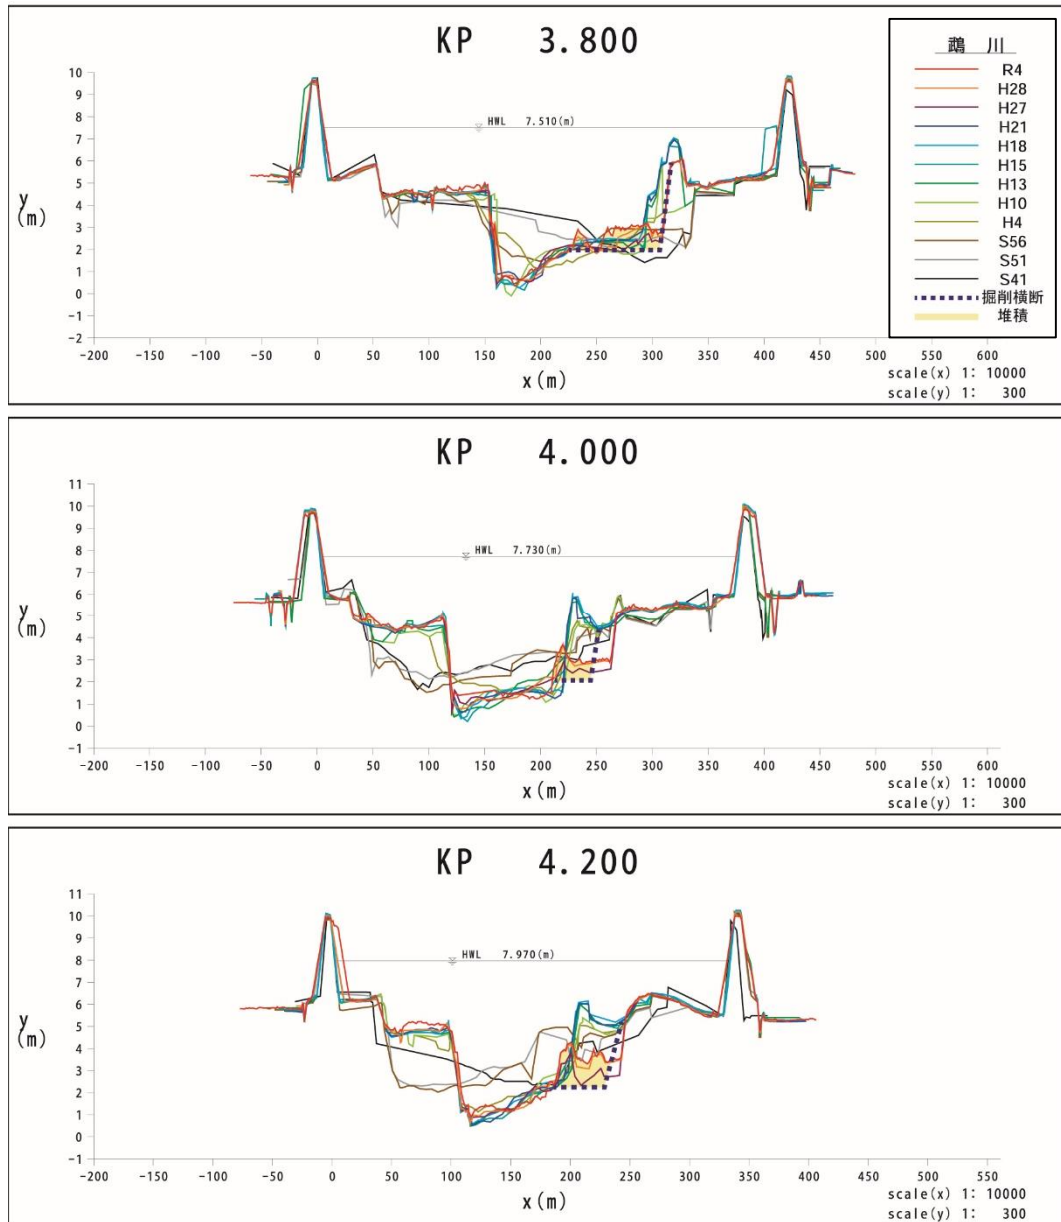 KP 3.800
鵡 川
R4
H28
H27
H21
H18
H15
H13
H10
H4
S56
S51
S41
掘削横断
堆積
HWL 7.510(m)
y
(m)
10
9
8
7
6
5
4
3
2
1
0
-1
-2
-200 -150 -100 -50 0 50 100 150 200 250 300 350 400 450 500 550 600
x(m)
scale(x) 1: 10000
scale(y) 1: 300
KP 4.000
HWL 7.730(m)
y
(m)
11
10
9
8
7
6
5
4
3
2
1
0
-1
-200 -150 -100 -50 0 50 100 150 200 250 300 350 400 450 500 550 600
x(m)
scale(x) 1: 10000
scale(y) 1: 300
KP 4.200
HWL 7.970(m)
y
(m)
11
10
9
8
7
6
5
4
3
2
1
0
-1
-200 -150 -100 -50 0 50 100 150 200 250 300 350 400 450 500 550
x(m)
scale(x) 1: 10000
scale(y) 1: 300